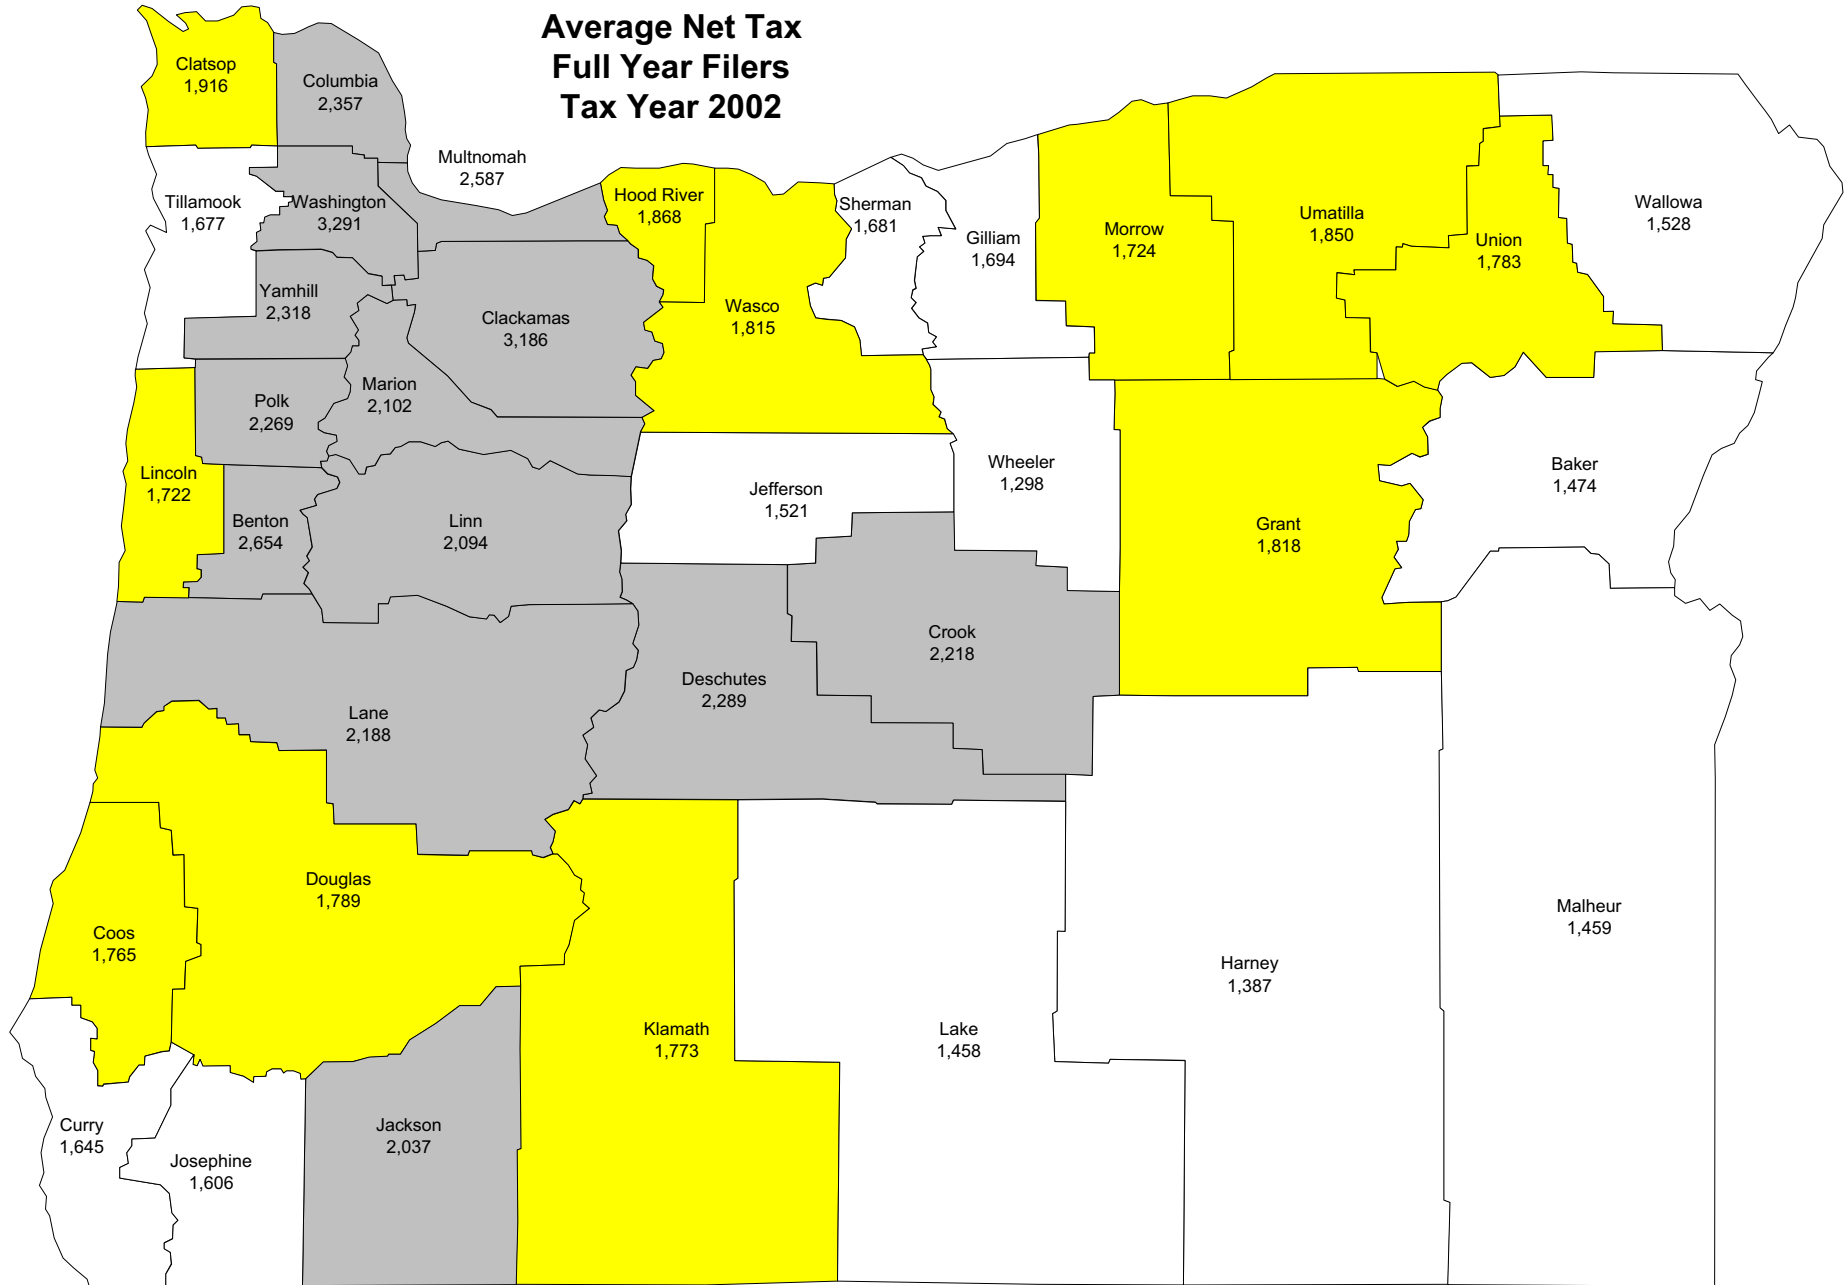 Average Net Tax
Full Year Filers
Tax Year 2002
Clatsop
1,916
Columbia
2,357
Multnomah
2,587
Tillamook
1,677
Washington
3,291
Hood River
1,868
Sherman
1,681
Gilliam
1,694
Morrow
1,724
Umatilla
1,850
Union
1,783
Wallowa
1,528
Yamhill
2,318
Clackamas
3,186
Wasco
1,815
Polk
2,269
Marion
2,102
Lincoln
1,722
Benton
2,654
Linn
2,094
Jefferson
1,521
Wheeler
1,298
Grant
1,818
Baker
1,474
Lane
2,188
Deschutes
2,289
Crook
2,218
Douglas
1,789
Coos
1,765
Klamath
1,773
Lake
1,458
Harney
1,387
Malheur
1,459
Curry
1,645
Josephine
1,606
Jackson
2,037